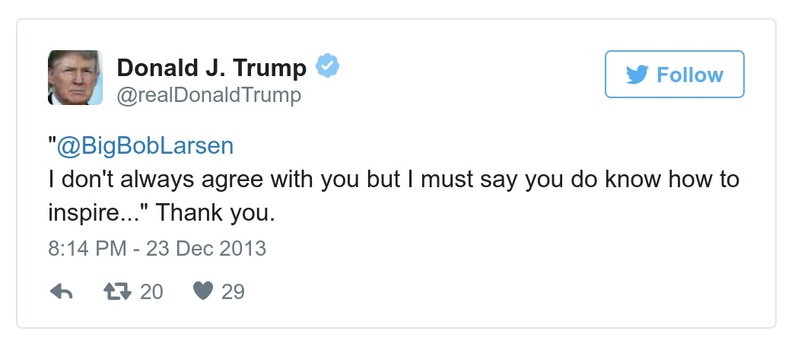 Donald J. Trump
@realDonaldTrump
Follow
"@BigBobLarsen
I don't always agree with you but I must say you do know how to
inspire..." Thank you.
8:14 PM - 23 Dec 2013
20 29